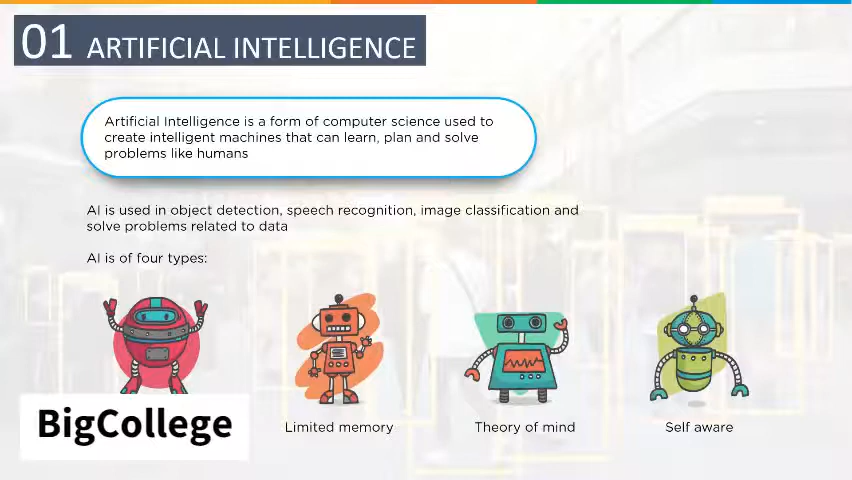 01 ARTIFICIAL INTELLIGENCE
Artificial Intelligence is a form of computer science used to
create intelligent machines that can learn, plan and solve
problems like humans
AI is used in object detection, speech recognition, image classification and
solve problems related to data
AI is of four types:
Limited memory
Theory of mind
Self aware
BigCollege